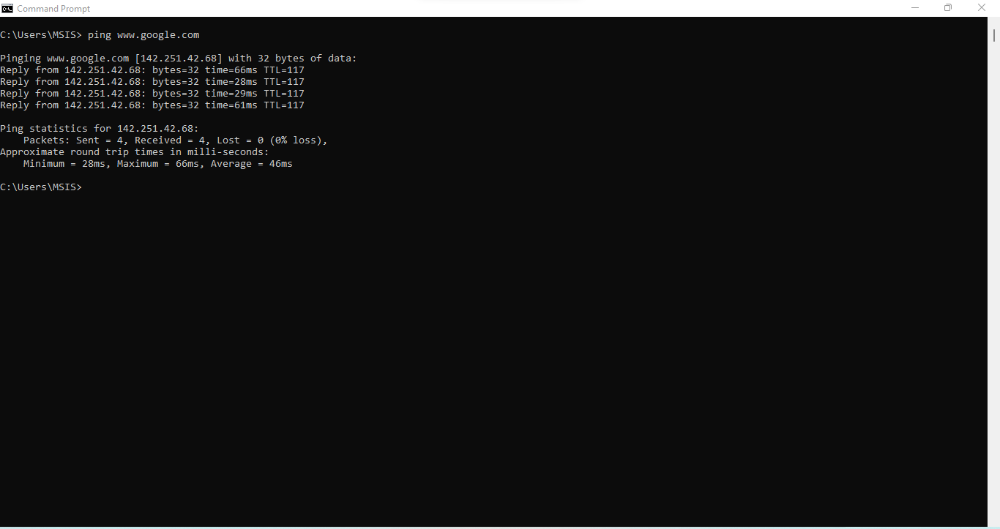 Command Prompt
C:\Users\MSIS> ping www.google.com
Pinging www.google.com [142.251.42.68] with 32 bytes of data:
Reply from 142.251.42.68: bytes=32 time=66ms TTL=117
Reply from 142.251.42.68: bytes=32 time=28ms TTL=117
Reply from 142.251.42.68: bytes=32 time=29ms TTL=117
Reply from 142.251.42.68: bytes=32 time=61ms TTL=117
Ping statistics for 142.251.42.68:
    Packets: Sent = 4, Received = 4, Lost = 0 (0% loss),
Approximate round trip times in milli-seconds:
    Minimum = 28ms, Maximum = 66ms, Average = 46ms
C:\Users\MSIS>